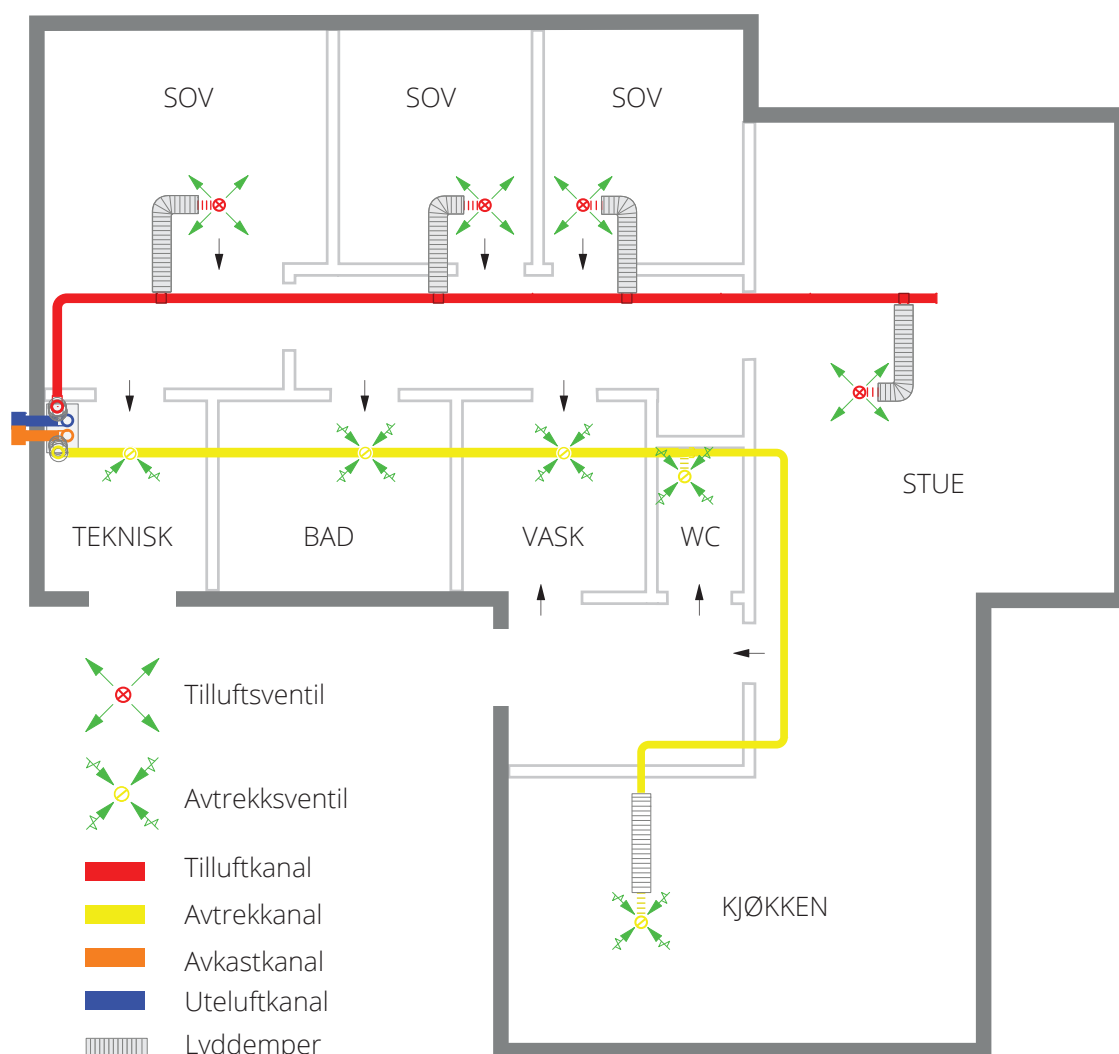 SOV
SOV
SOV
STUE
TEKNISK
BAD
VASK
WC
Tilluftsventil
Avtrekksventil
Tilluftkanal
Avtrekkanal
Avkastkanal
Uteluftkanal
Lyddemper
KJØKKEN